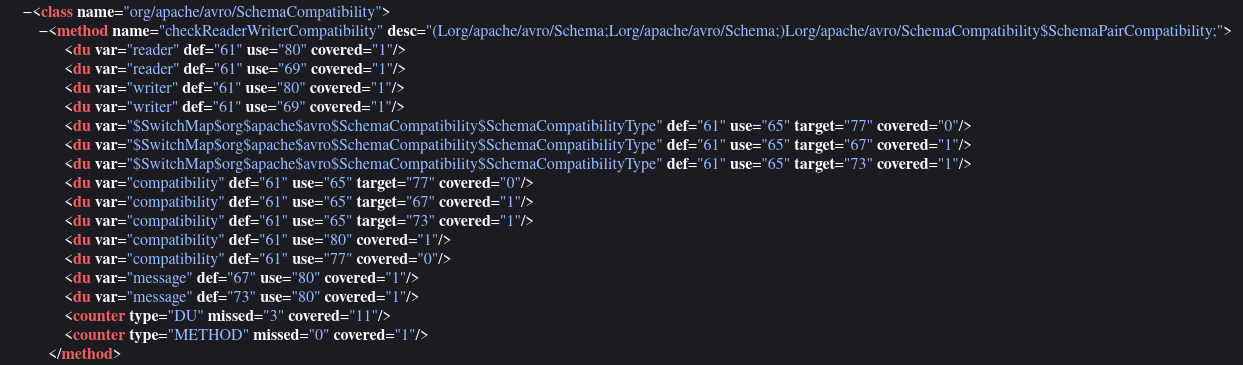 −<class name="org/apache/avro/SchemaCompatibility">
−<method name="checkReaderWriterCompatibility" desc="(Lorg/apache/avro/Schema;Lorg/apache/avro/Schema;)Lorg/apache/avro/SchemaCompatibility$SchemaPairCompatibility;">
<du var="reader" def="61" use="80" covered="1"/>
<du var="reader" def="61" use="69" covered="1"/>
<du var="writer" def="61" use="80" covered="1"/>
<du var="writer" def="61" use="69" covered="1"/>
<du var="$SwitchMap$org$apache$avro$SchemaCompatibility$SchemaCompatibilityType" def="61" use="65" target="77" covered="0"/>
<du var="$SwitchMap$org$apache$avro$SchemaCompatibility$SchemaCompatibilityType" def="61" use="65" target="67" covered="1"/>
<du var="$SwitchMap$org$apache$avro$SchemaCompatibility$SchemaCompatibilityType" def="61" use="65" target="73" covered="1"/>
<du var="compatibility" def="61" use="65" target="77" covered="0"/>
<du var="compatibility" def="61" use="65" target="67" covered="1"/>
<du var="compatibility" def="61" use="65" target="73" covered="1"/>
<du var="compatibility" def="61" use="80" covered="1"/>
<du var="compatibility" def="61" use="77" covered="0"/>
<du var="message" def="67" use="80" covered="1"/>
<du var="message" def="73" use="80" covered="1"/>
<counter type="DU" missed="3" covered="11"/>
<counter type="METHOD" missed="0" covered="1"/>
</method>